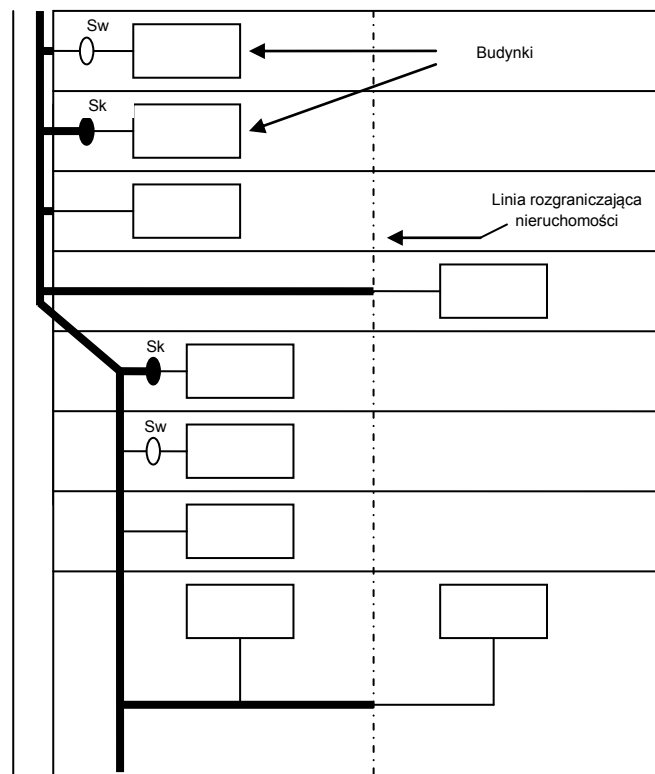 Sw
Budynki
Sk
Linia rozgraniczająca
nieruchomości
Sk
Sw